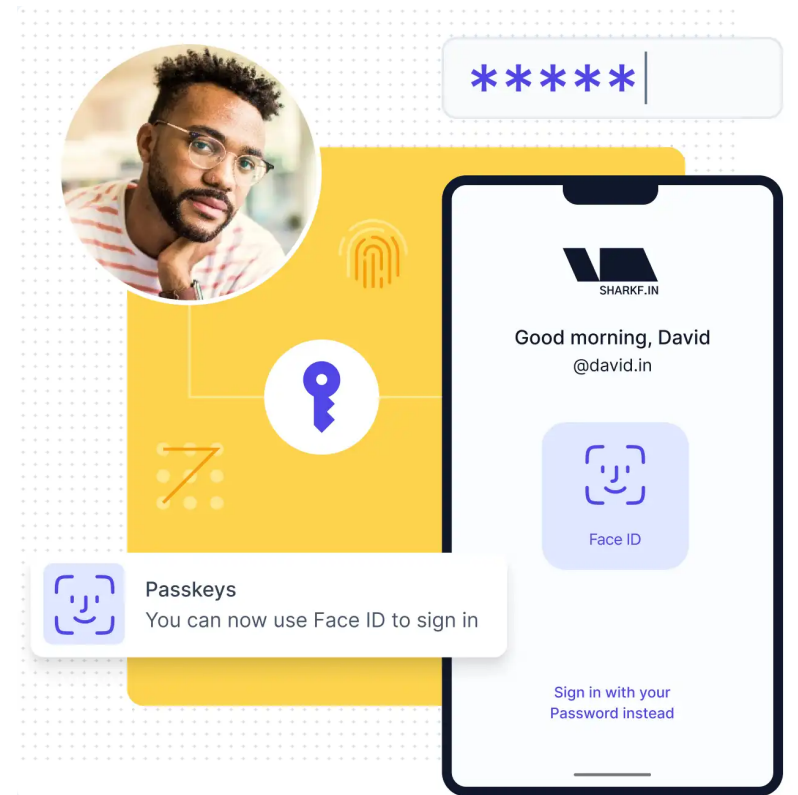 *****
SHARKF.IN
Good morning, David
@david.in
Face ID
Passkeys
You can now use Face ID to sign in
Sign in with your
Password instead